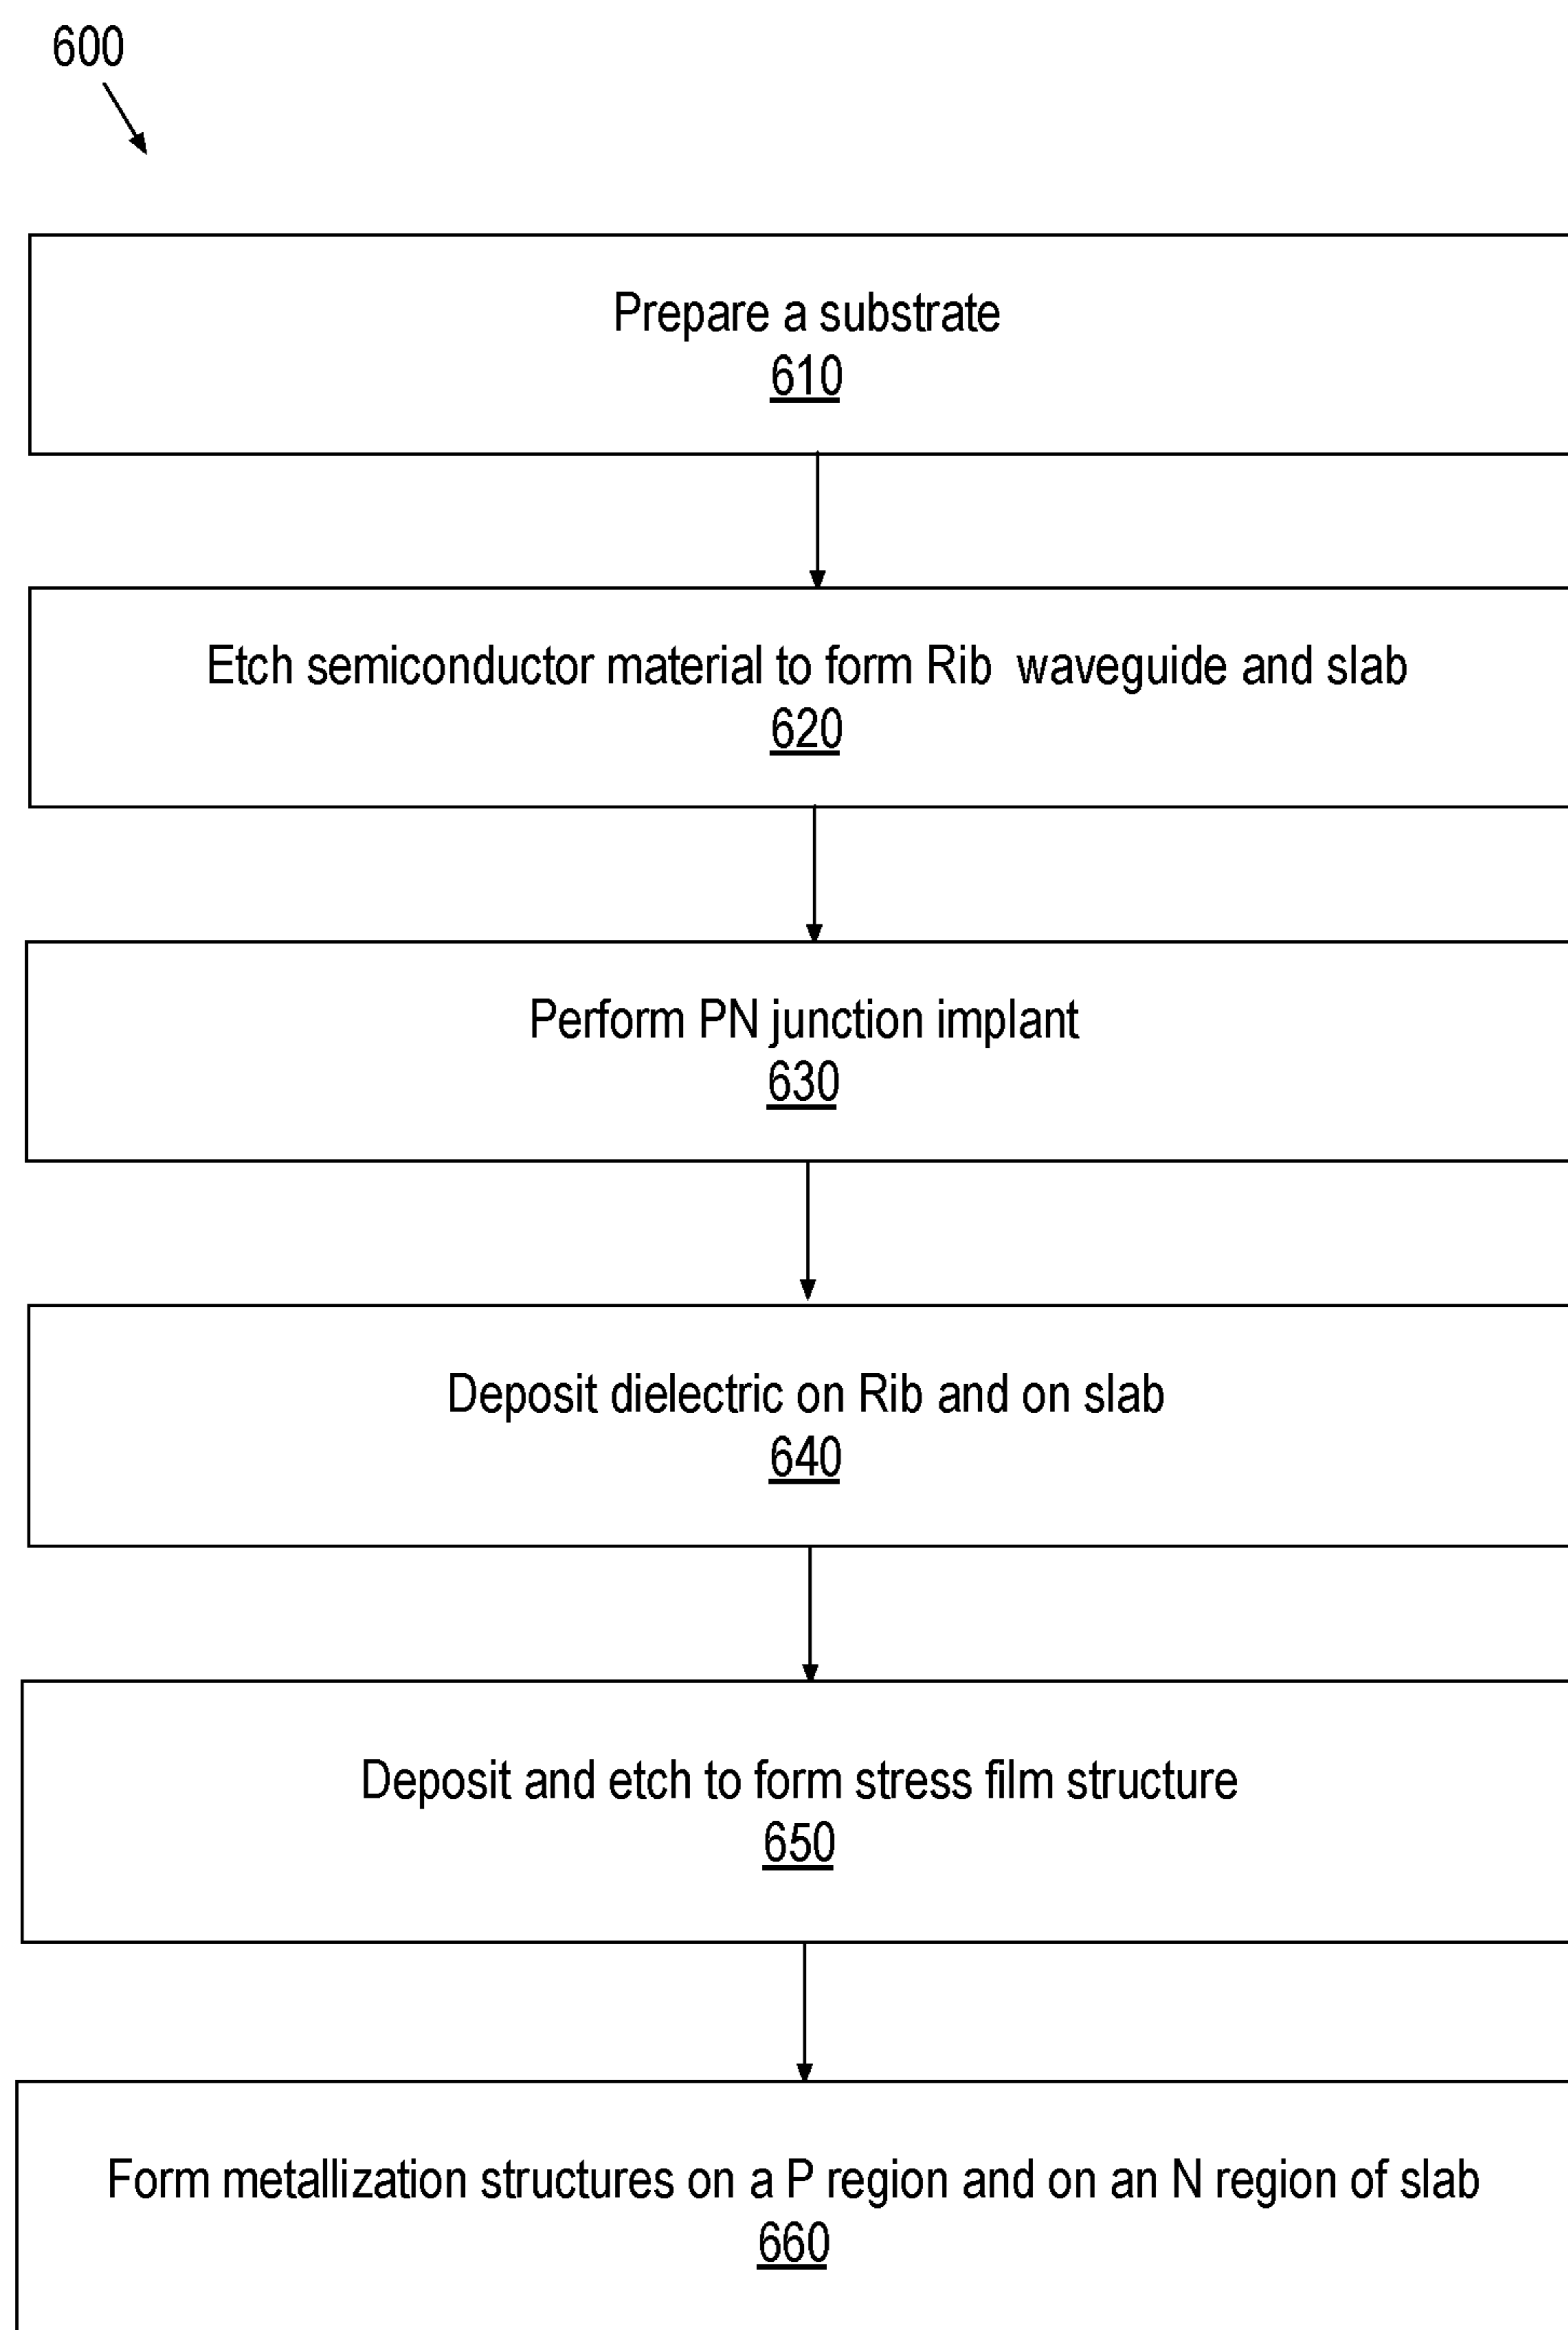 600
Prepare a substrate
610
Etch semiconductor material to form Rib waveguide and slab
620
Perform PN junction implant
630
Deposit dielectric on Rib and on slab
640
Deposit and etch to form stress film structure
650
Form metallization structures on a P region and on an N region of slab
660